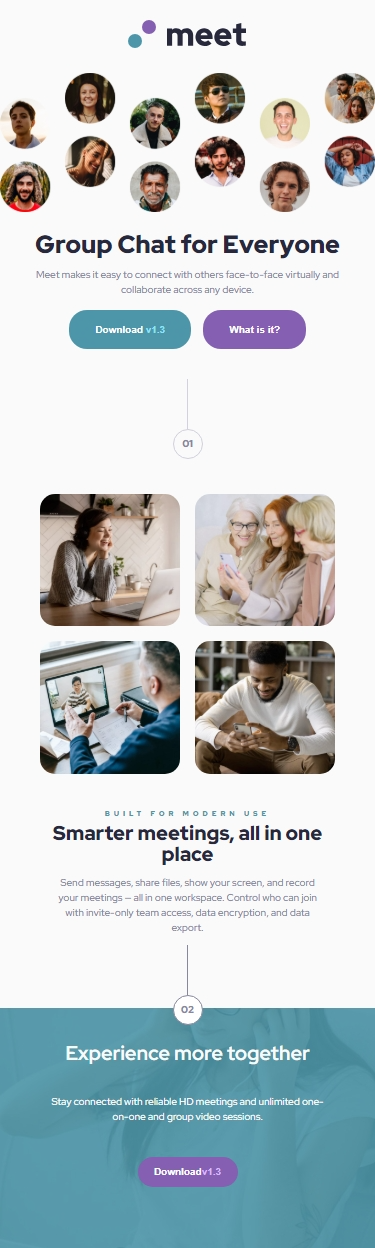 meet
Group Chat for Everyone
Meet makes it easy to connect with others face-to-face virtually and
collaborate across any device.
Download v1.3
What is it?
01
BUILT FOR MODERN USE
Smarter meetings, all in one
place
Send messages, share files, show your screen, and record
your meetings — all in one workspace. Control who can join
with invite-only team access, data encryption, and data
export.
02
Experience more together
Stay connected with reliable HD meetings and unlimited one-
on-one and group video sessions.
Downloadv1.3